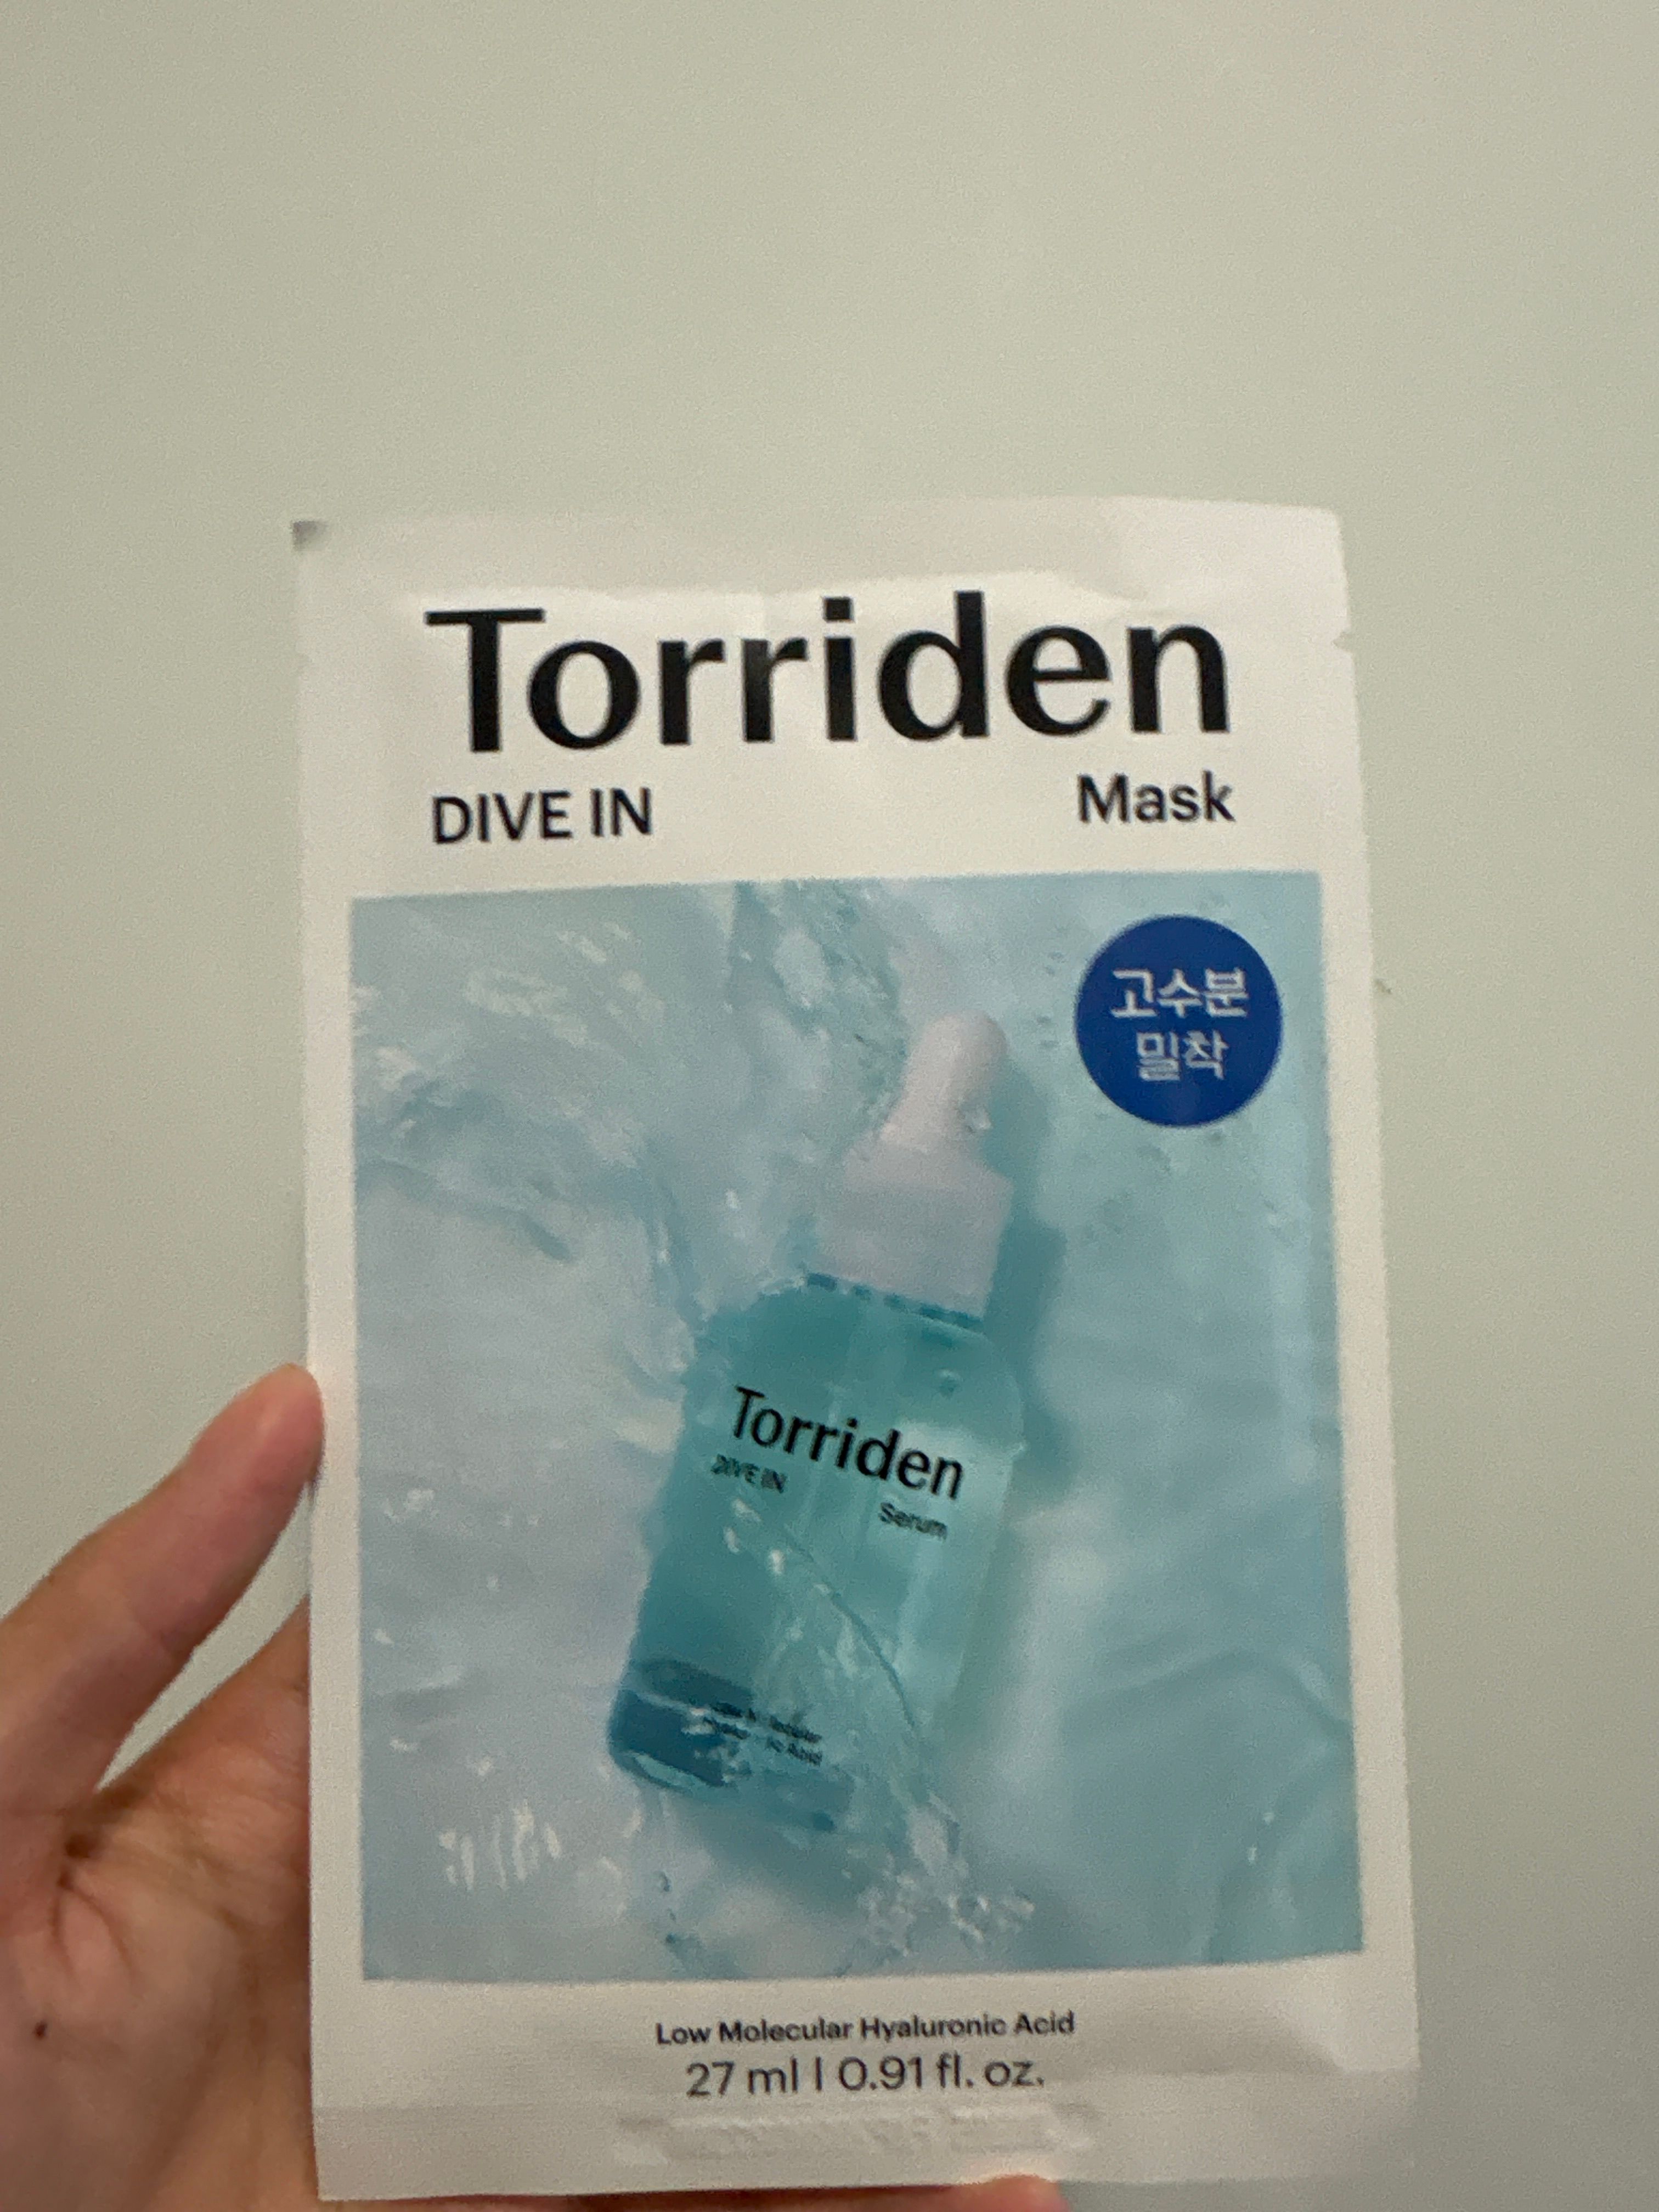 Torriden
DIVE IN Mask
고수분
밀착
Torriden
DIVE IN
Serum
Low Molecular Hyaluronic Acid
27 ml | 0.91 fl. oz.